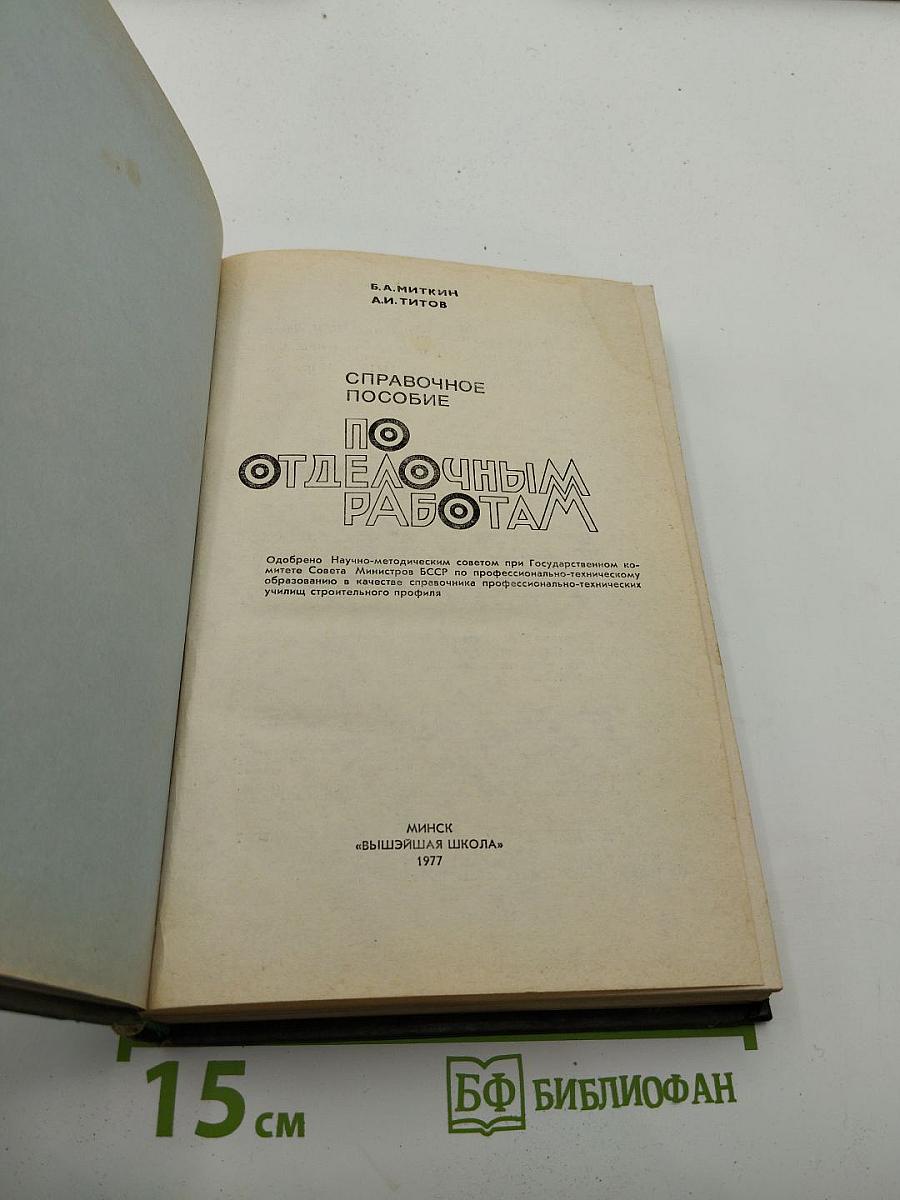 Б.А.МИТКИН
А.И.ТИТОВ
СПРАВОЧНОЕ
ПОСОБИЕ
ПО
ОТДЕЛОЧНЫМ
РАБОТАМ
Одобрено Научно-методическим советом при Государственном ко-
митете Совета Министров БССР по профессионально-техническому
образованию в качестве справочника профессионально-технических
училищ строительного профиля
МИНСК
«ВЫШЭЙШАЯ ШКОЛА»
1977
15 см
БФ БИБЛИОФАН